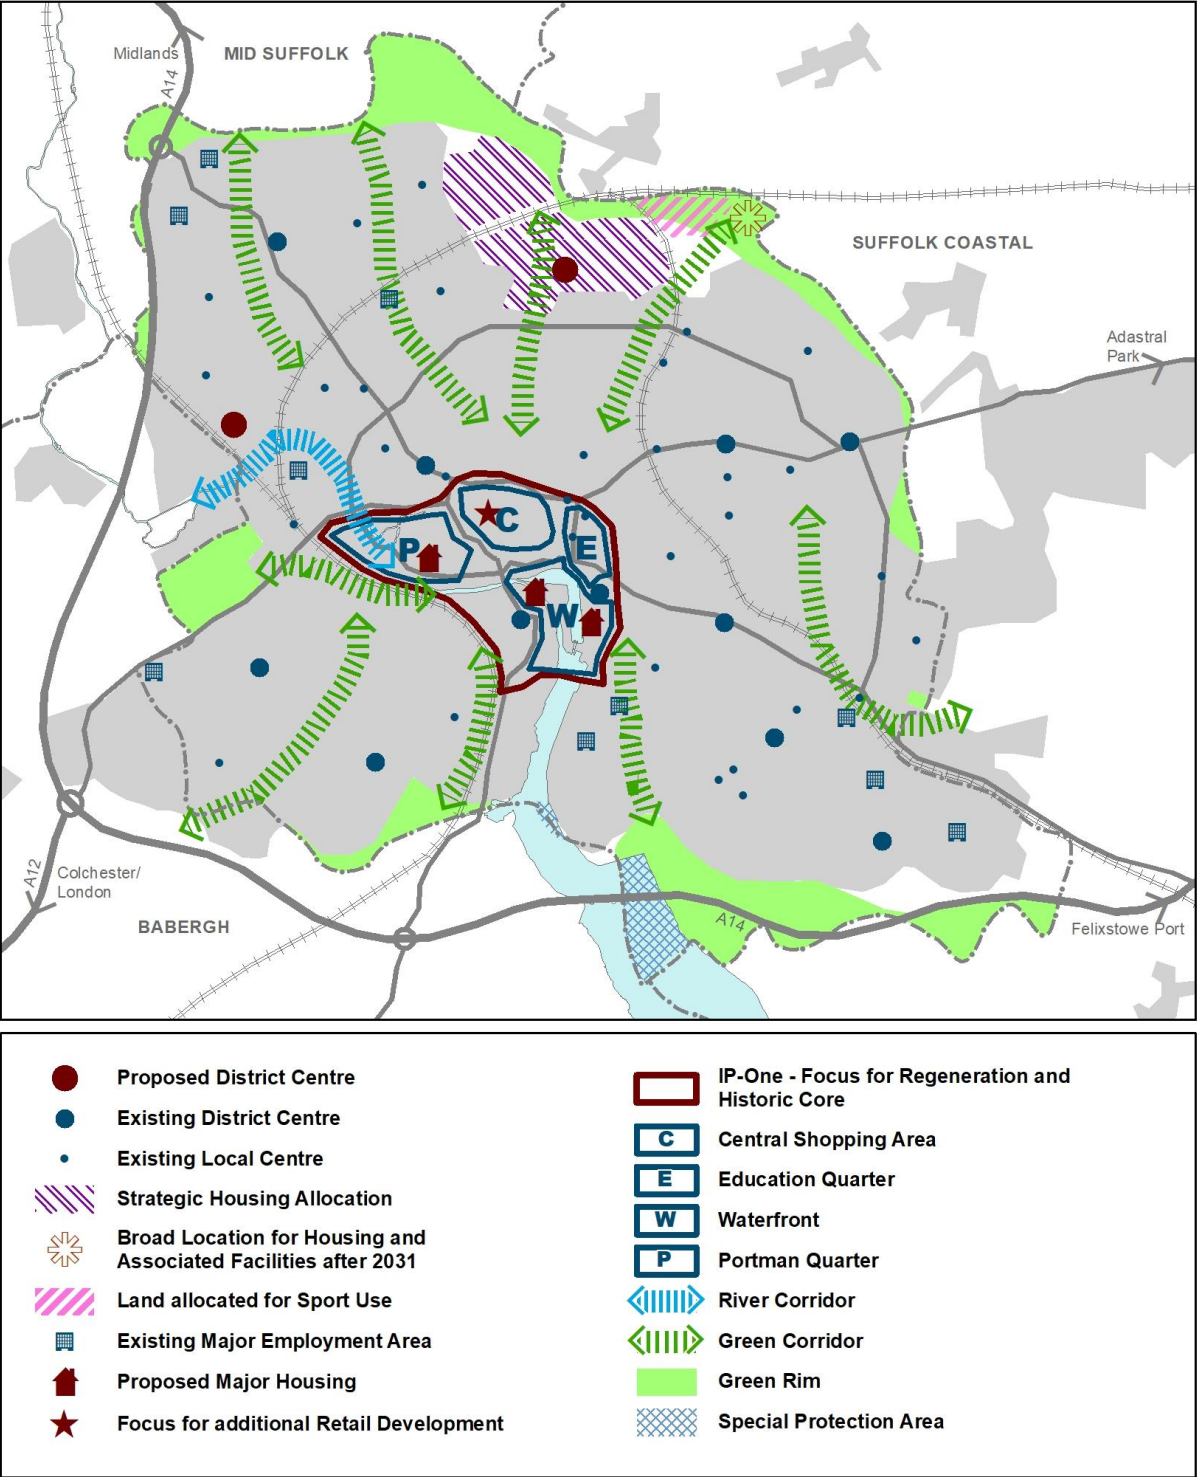 Midlands
MID SUFFOLK
A14
SUFFOLK COASTAL
Adastral
Park
C
P
E
W
A12
Colchester/
London
BABERGH
A14
Felixstowe Port
Proposed District Centre
Existing District Centre
Existing Local Centre
Strategic Housing Allocation
Broad Location for Housing and
Associated Facilities after 2031
Land allocated for Sport Use
Existing Major Employment Area
Proposed Major Housing
Focus for additional Retail Development
IP-One - Focus for Regeneration and
Historic Core
C Central Shopping Area
E Education Quarter
W Waterfront
P Portman Quarter
River Corridor
Green Corridor
Green Rim
Special Protection Area